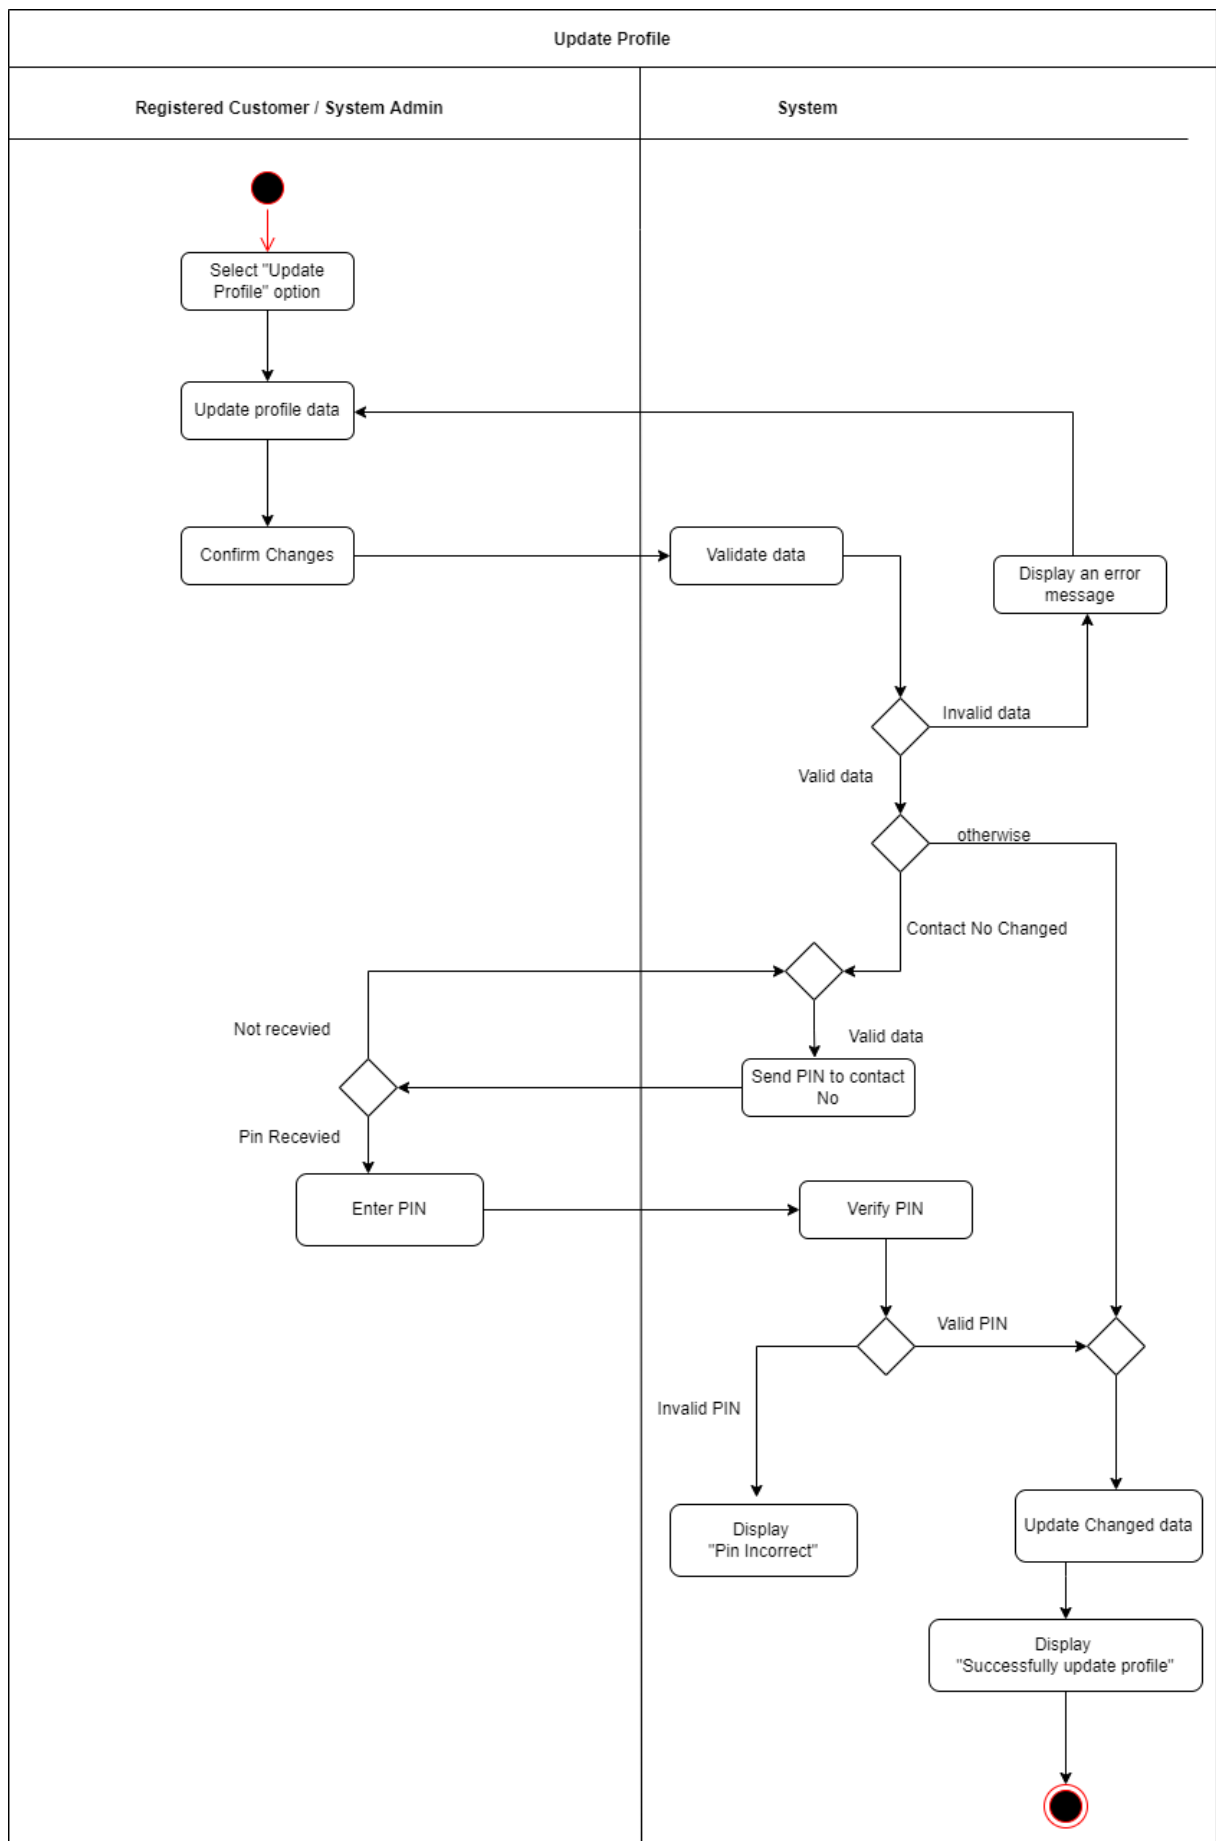 Update Profile
Registered Customer / System Admin
System
Select "Update
Profile" option
Update profile data
Confirm Changes
Validate data
Display an error
message
Invalid data
Valid data
otherwise
Contact No Changed
Not recevied
Valid data
Send PIN to contact
No
Pin Recevied
Enter PIN
Verify PIN
Valid PIN
Invalid PIN
Display
"Pin Incorrect"
Update Changed data
Display
"Successfully update profile"